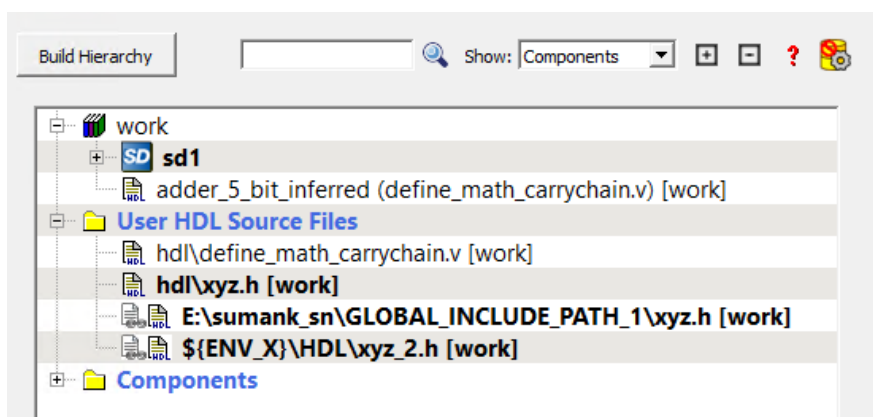 Build Hierarchy Show: Components ?
work
SD sd1
adder_5_bit_inferred (define_math_carrychain.v) [work]
User HDL Source Files
hdl\define_math_carrychain.v [work]
hdl\xyz.h [work]
E:\sumank_sn\GLOBAL_INCLUDE_PATH_1\xyz.h [work]
${ENV_X}\HDL\xyz_2.h [work]
Components